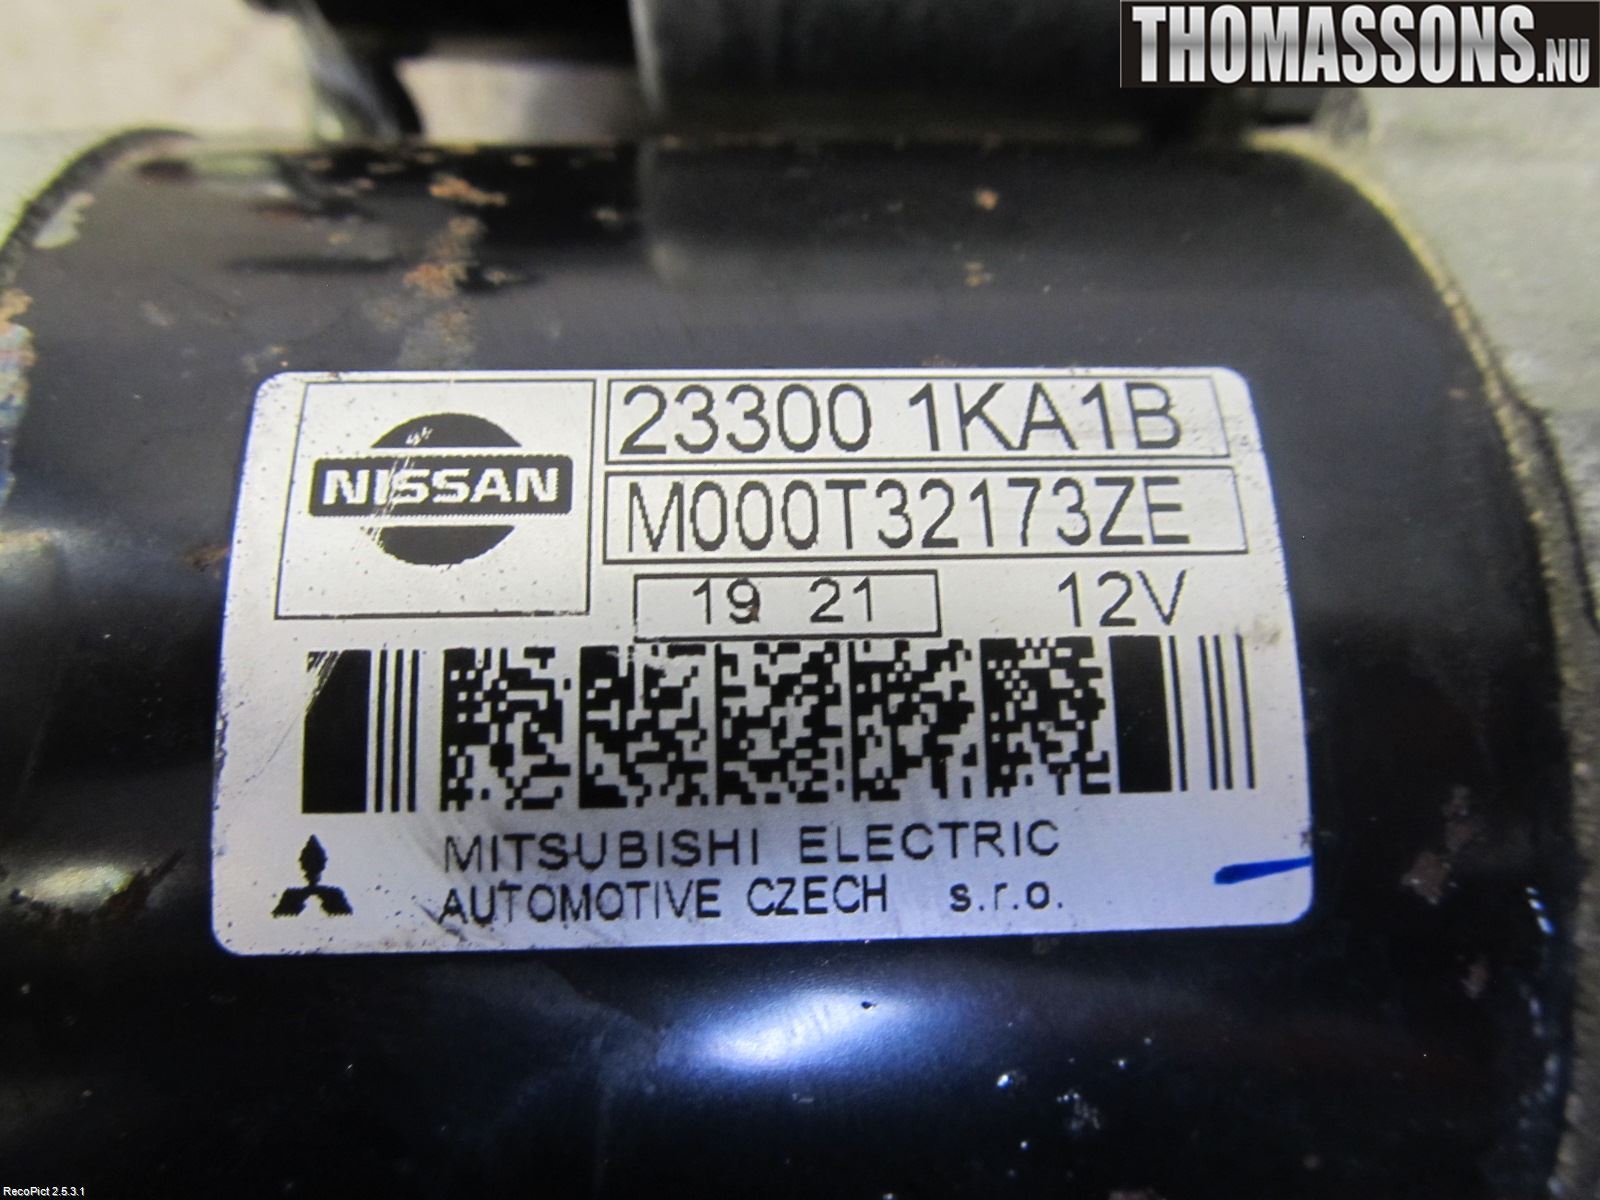 THOMASSONS.NU
NISSAN
23300 1KA1B
M000T32173ZE
19 21 12V
MITSUBISHI ELECTRIC
AUTOMOTIVE CZECH s.r.o.
RecoPict 2.5.3.1